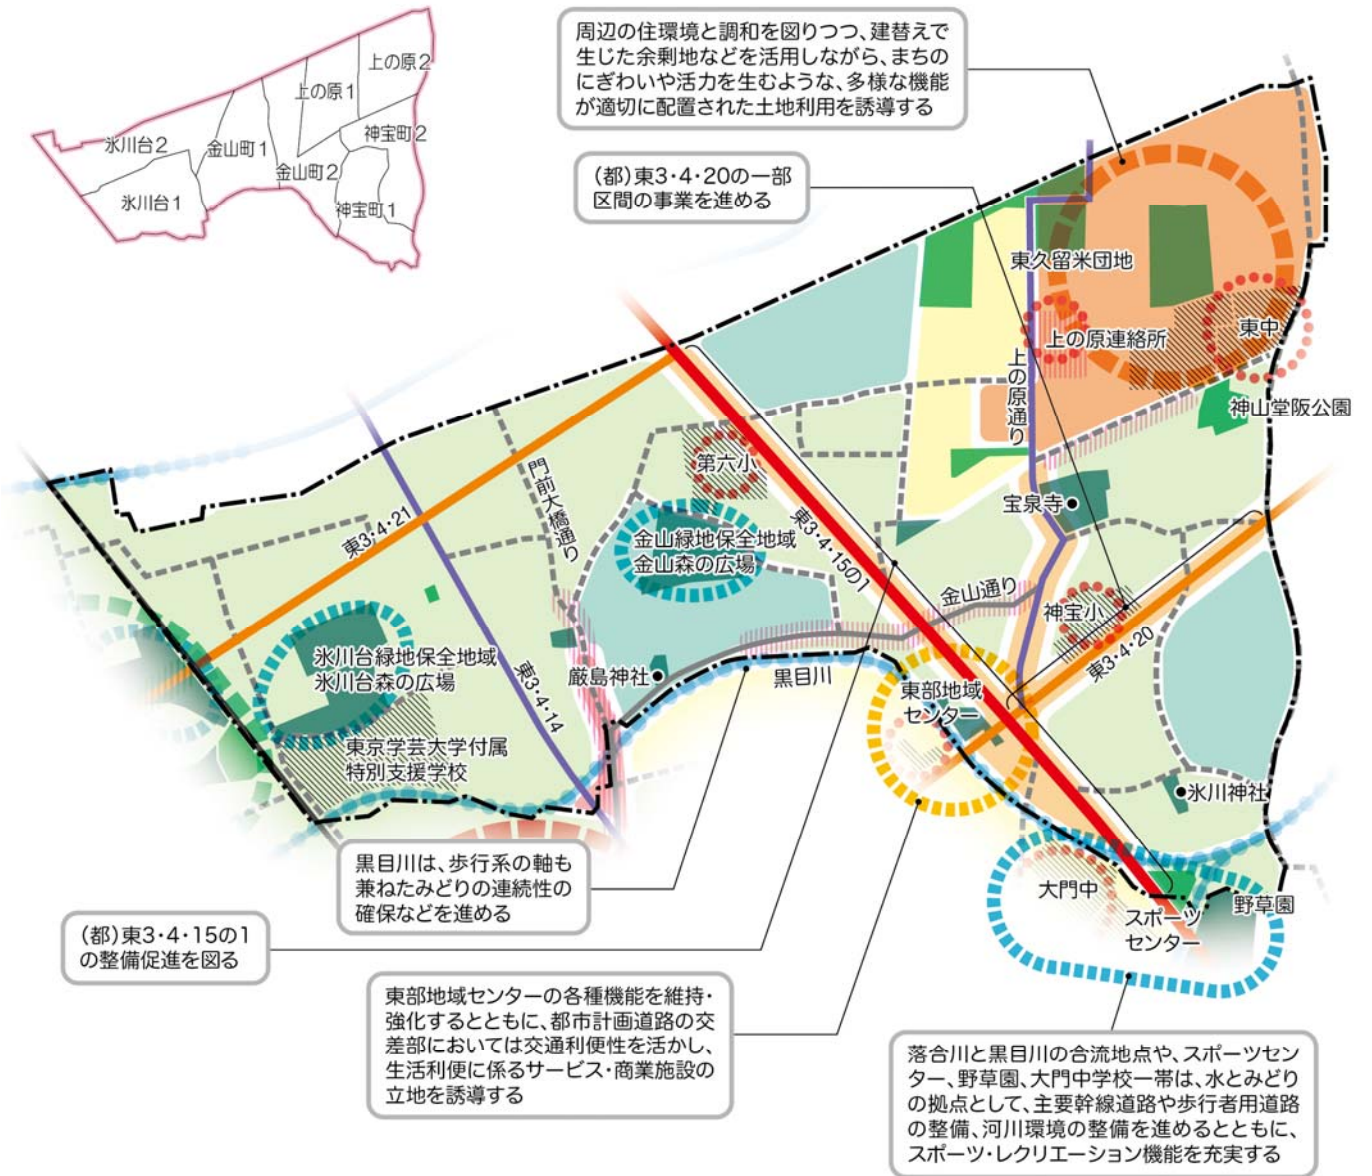 周辺の住環境と調和を図りつつ、建替えで
生じた余剰地などを活用しながら、まちの
にぎわいや活力を生むような、多様な機能
が適切に配置された土地利用を誘導する
上の原2
上の原1
神宝町2
氷川台2
金山町1
金山町2
氷川台1
神宝町1
(都)東3・4・20の一部
区間の事業を進める
東久留米団地
上の原連絡所
東中
上の原通り
神山堂阪公園
第六小
門前大橋通り
宝泉寺
東3・4・21
金山緑地保全地域
金山森の広場
東3・4・15の1
金山通り
神宝小
東3・4・20
氷川台緑地保全地域
氷川台森の広場
厳島神社
黒目川
東部地域
センター
東3・4・14
東京学芸大学付属
特別支援学校
氷川神社
大門中
野草園
スポーツ
センター
黒目川は、歩行系の軸も
兼ねたみどりの連続性の
確保などを進める
(都)東3・4・15の1
の整備促進を図る
東部地域センターの各種機能を維持・
強化するとともに、都市計画道路の交
差部においては交通利便性を活かし、
生活利便に係るサービス・商業施設の
立地を誘導する
落合川と黒目川の合流地点や、スポーツセン
ター、野草園、大門中学校一帯は、水とみどり
の拠点として、主要幹線道路や歩行者用道路
の整備、河川環境の整備を進めるとともに、
スポーツ・レクリエーション機能を充実する